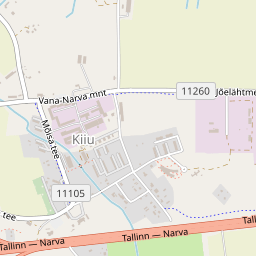 11260
Vana-Narva mnt
Jõelähtme
Mõisa tee
Kiiu
11105
tee
Tallinn — Narva
Tallinn — Narva